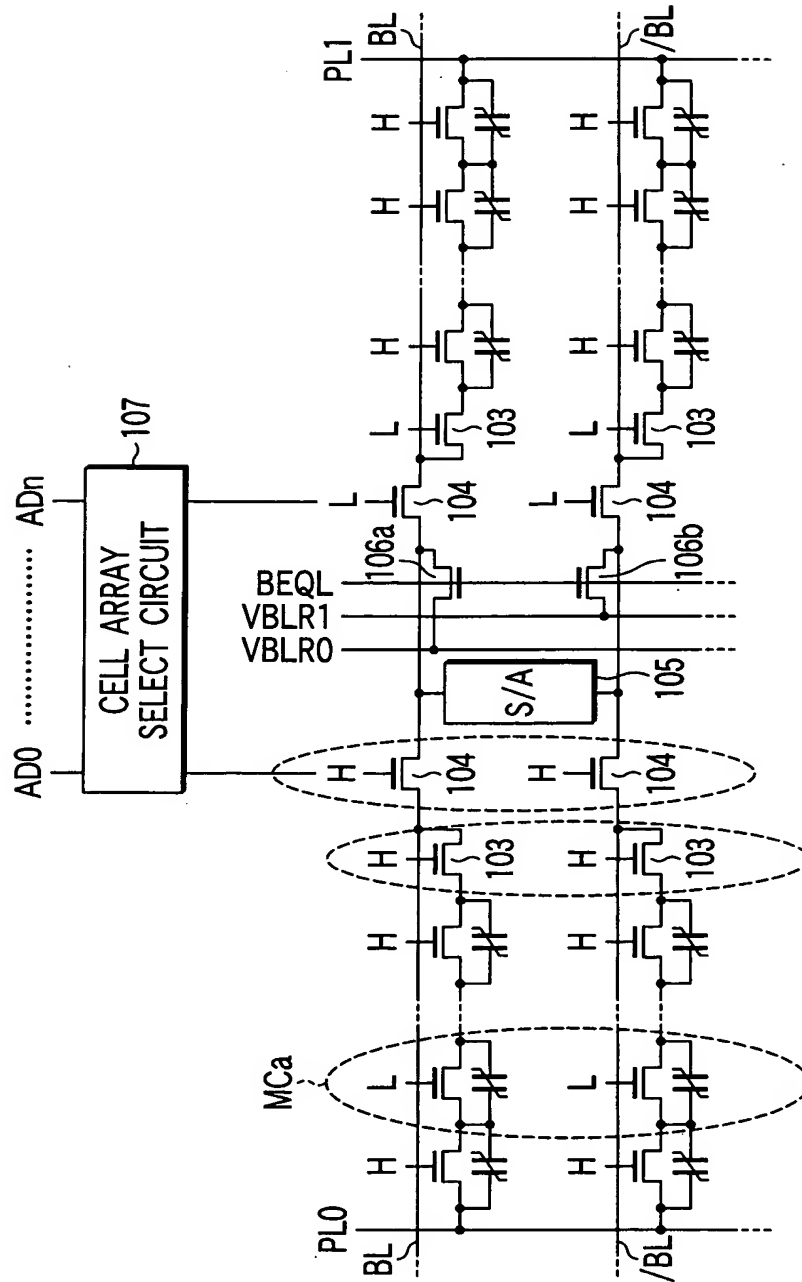 AD0 ......... ADn
107
CELL ARRAY
SELECT CIRCUIT
PL0
PL1
BL
BL
MCa
H
L
H
H
H
L
L
H
H
H
103
104
104
103
106a
BEQL
VBLR1
VBLR0
S/A
105
106b
H
L
H
H
H
L
L
H
H
H
103
104
104
103
/BL
/BL